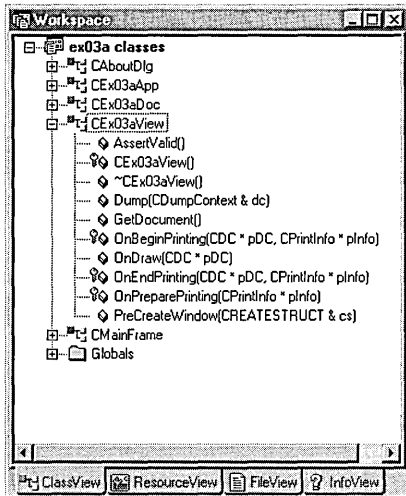 Workspace
ex03a classes
CAboutDlg
CEx03aApp
CEx03aDoc
CEx03aView
AssertValid()
CEx03aView()
~CEx03aView()
Dump(CDumpContext & dc)
GetDocument()
OnBeginPrinting(CDC * pDC, CPrintInfo * pInfo)
OnDraw(CDC * pDC)
OnEndPrinting(CDC * pDC, CPrintInfo * pInfo)
OnPreparePrinting(CPrintInfo * pInfo)
PreCreateWindow(CREATESTRUCT & cs)
CMainFrame
Globals
ClassView ResourceView FileView InfoView